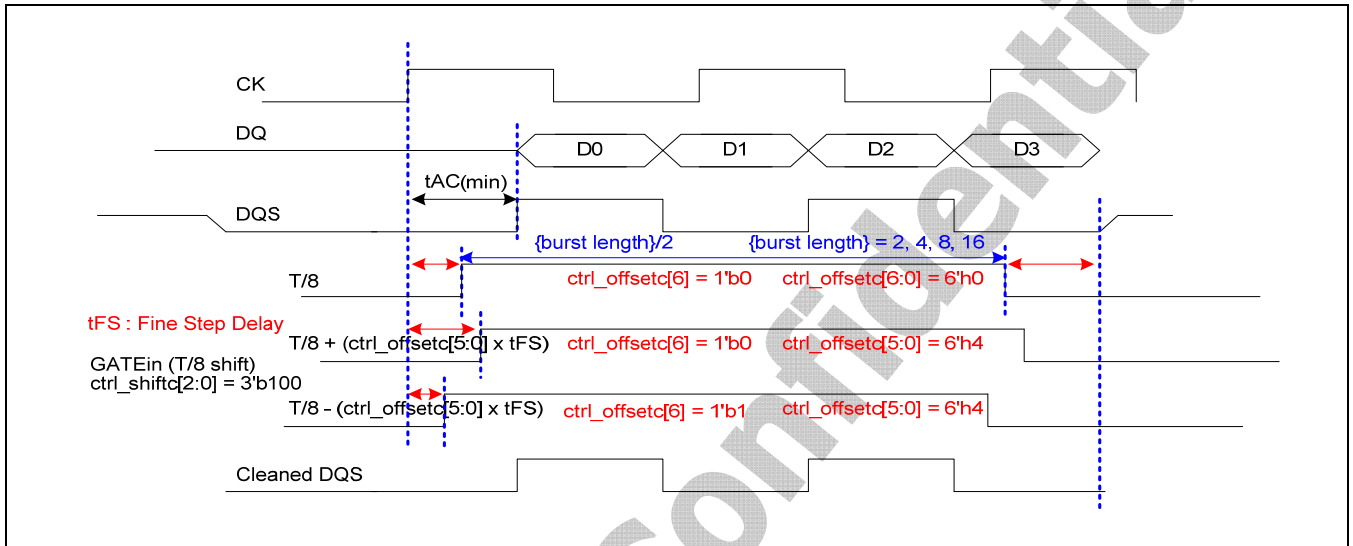 CK
DQ
D0 D1 D2 D3
tAC(min)
DQS
{burst length}/2 {burst length} = 2, 4, 8, 16
T/8 ctrl_offsetc[6] = 1'b0 ctrl_offsetc[6:0] = 6'h0
tFS : Fine Step Delay
T/8 + (ctrl_offsetc[5:0] x tFS) ctrl_offsetc[6] = 1'b0 ctrl_offsetc[5:0] = 6'h4
GATEin (T/8 shift)
ctrl_shiftc[2:0] = 3'b100
T/8 - (ctrl_offsetc[5:0] x tFS) ctrl_offsetc[6] = 1'b1 ctrl_offsetc[5:0] = 6'h4
Cleaned DQS
Confidential